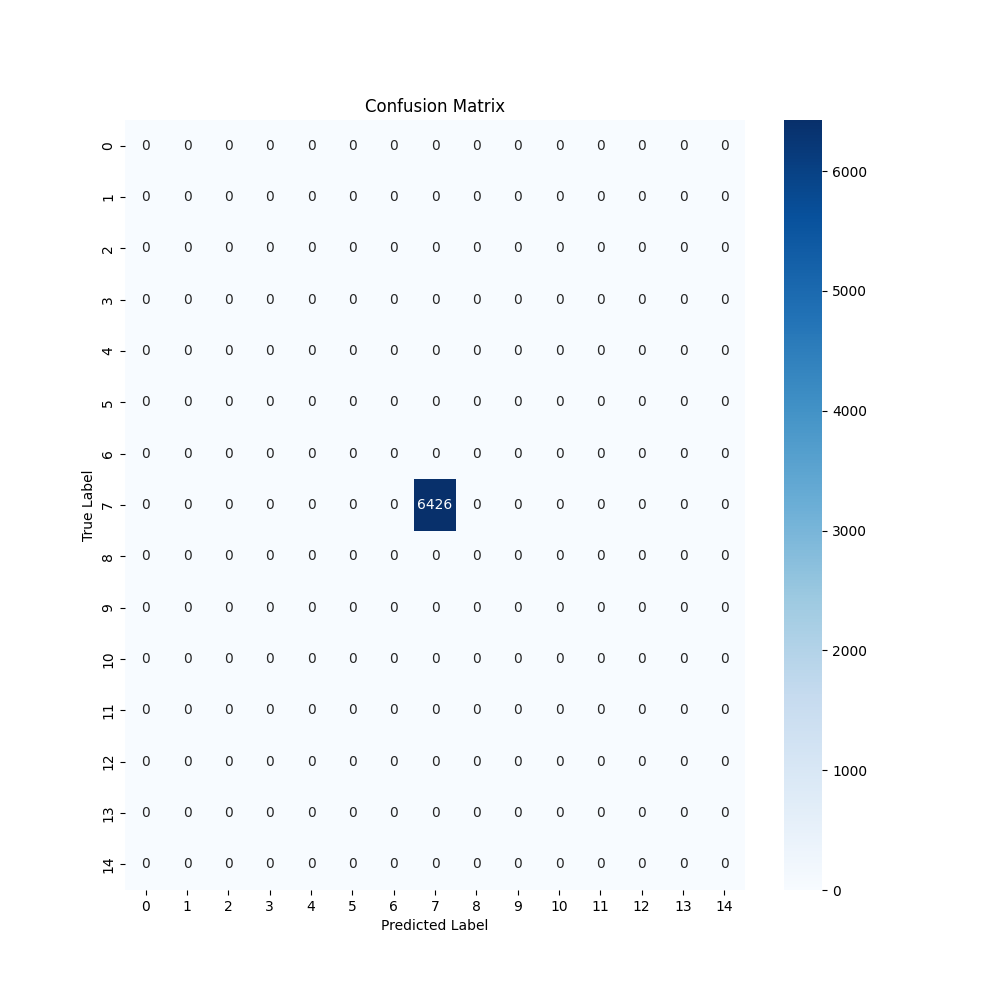 Confusion Matrix
0 0 0 0 0 0 0 0 0 0 0 0 0 0 0 0
1 0 0 0 0 0 0 0 0 0 0 0 0 0 0 0
2 0 0 0 0 0 0 0 0 0 0 0 0 0 0 0
3 0 0 0 0 0 0 0 0 0 0 0 0 0 0 0
4 0 0 0 0 0 0 0 0 0 0 0 0 0 0 0
5 0 0 0 0 0 0 0 0 0 0 0 0 0 0 0
6 0 0 0 0 0 0 0 0 0 0 0 0 0 0 0
7 0 0 0 0 0 0 0 6426 0 0 0 0 0 0 0
8 0 0 0 0 0 0 0 0 0 0 0 0 0 0 0
9 0 0 0 0 0 0 0 0 0 0 0 0 0 0 0
10 0 0 0 0 0 0 0 0 0 0 0 0 0 0 0
11 0 0 0 0 0 0 0 0 0 0 0 0 0 0 0
12 0 0 0 0 0 0 0 0 0 0 0 0 0 0 0
13 0 0 0 0 0 0 0 0 0 0 0 0 0 0 0
14 0 0 0 0 0 0 0 0 0 0 0 0 0 0 0
0 1 2 3 4 5 6 7 8 9 10 11 12 13 14
Predicted Label
True Label
6000
5000
4000
3000
2000
1000
0